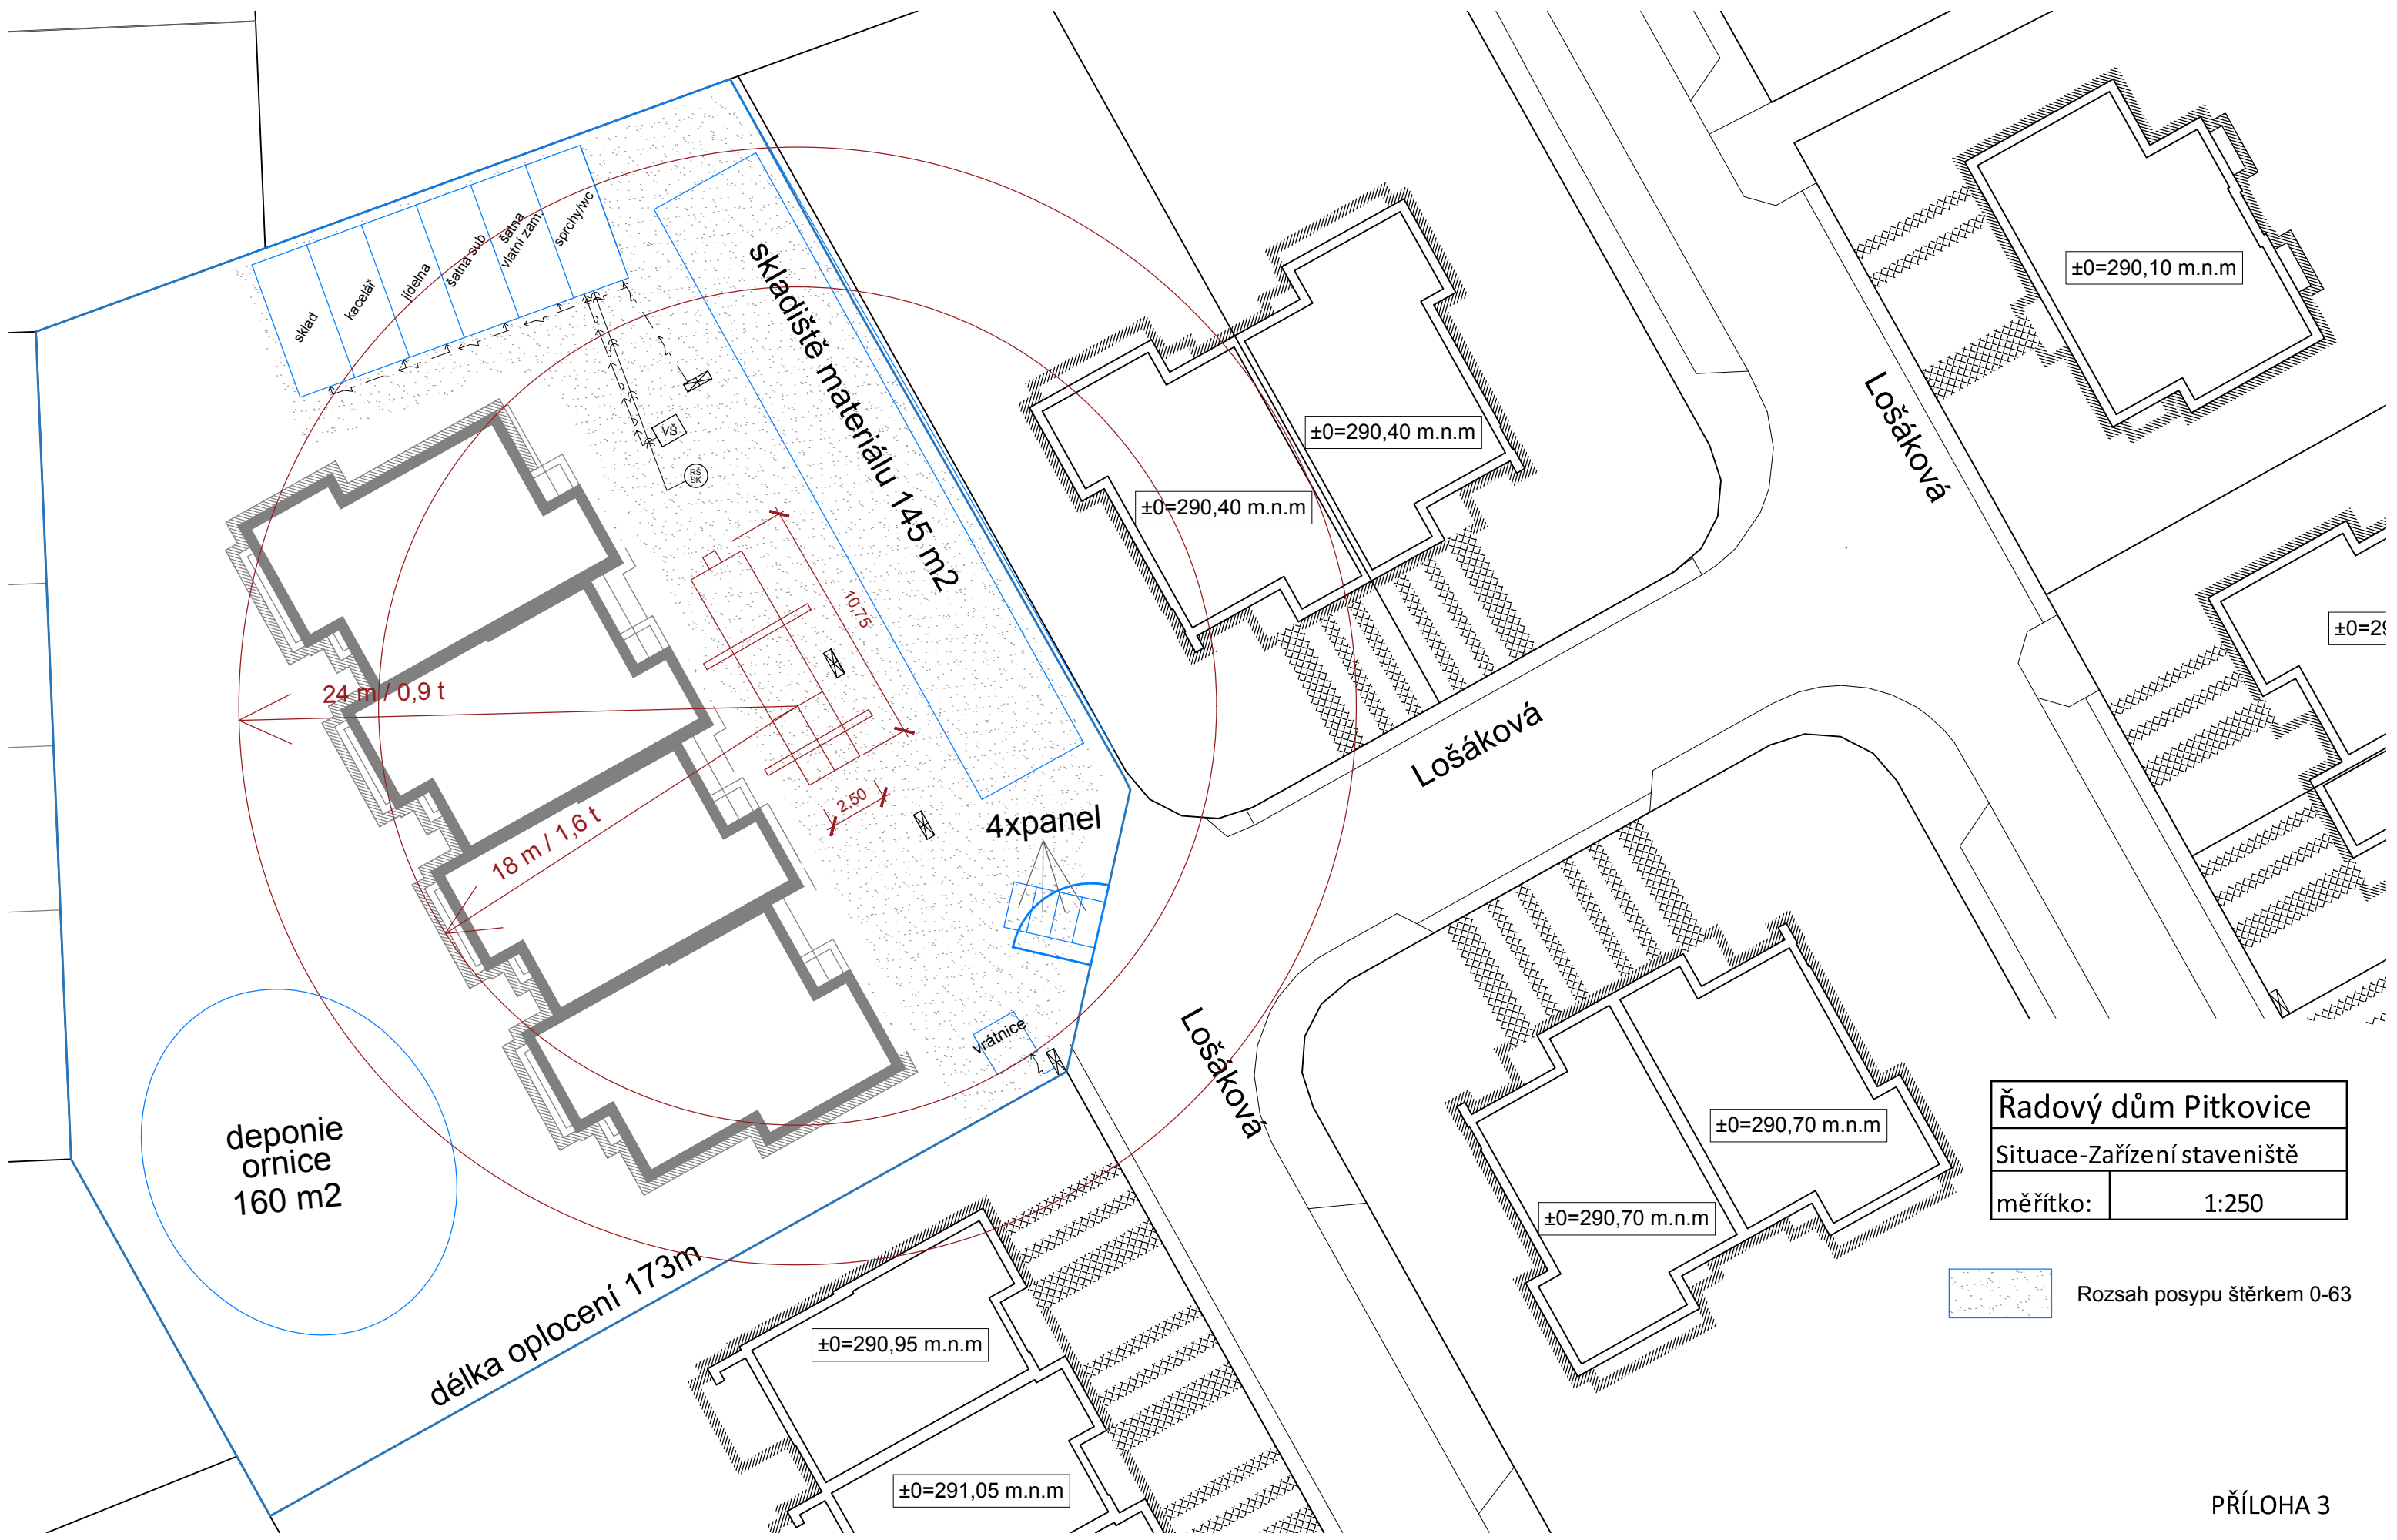 sklad
kacelář
jídelna
šatna sub.
šatna
vlatní zam.
sprchy/wc
skladiště materiálu 145 m2
VŠ
RŠ
SK
10,75
2,50
24 m / 0,9 t
18 m / 1,6 t
4xpanel
vrátnice
deponie
ornice
160 m2
délka oplocení 173m
±0=290,40 m.n.m
±0=290,40 m.n.m
±0=290,10 m.n.m
±0=29
Lošáková
Lošáková
Lošáková
±0=290,70 m.n.m
±0=290,70 m.n.m
±0=290,95 m.n.m
±0=291,05 m.n.m
Řadový dům Pitkovice
Situace-Zařízení staveniště
měřítko: 1:250
Rozsah posypu štěrkem 0-63
PŘÍLOHA 3